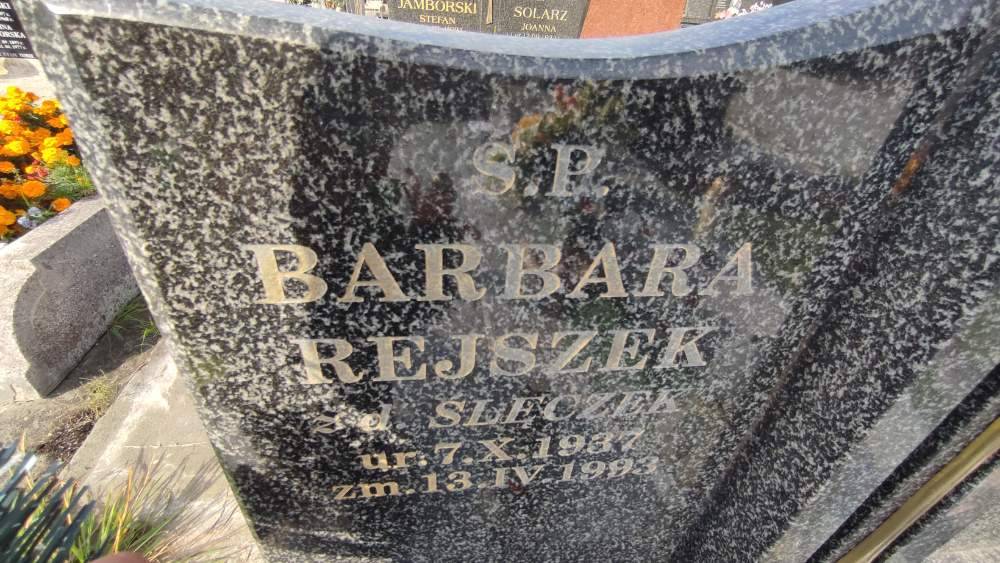 JAMBORSKI
STEFAN
SOLARZ
JOANNA
Ś.P.
BARBARA
REJSZEK
z d. SLECZEK
ur. 7.X.1937
zm. 13.IV.1993